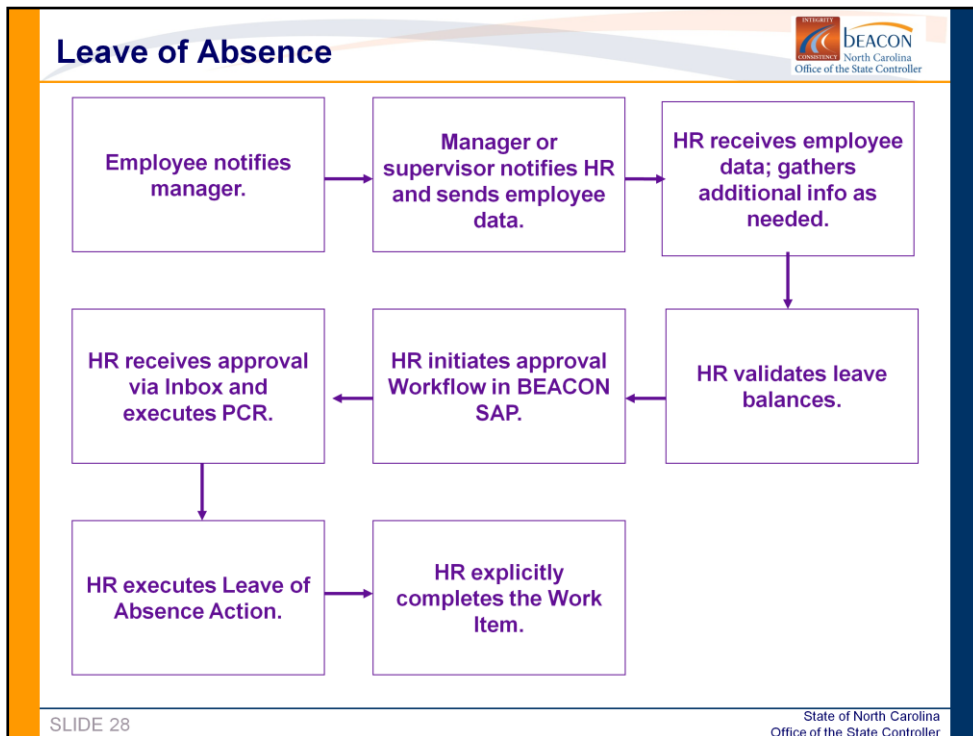 Leave of Absence
INTEGRITY
CONSISTENCY
bEACON
North Carolina
Office of the State Controller
Employee notifies
manager.
Manager or
supervisor notifies HR
and sends employee
data.
HR receives employee
data; gathers
additional info as
needed.
HR validates leave
balances.
HR initiates approval
Workflow in BEACON
SAP.
HR receives approval
via Inbox and
executes PCR.
HR executes Leave of
Absence Action.
HR explicitly
completes the Work
Item.
SLIDE 28
State of North Carolina
Office of the State Controller